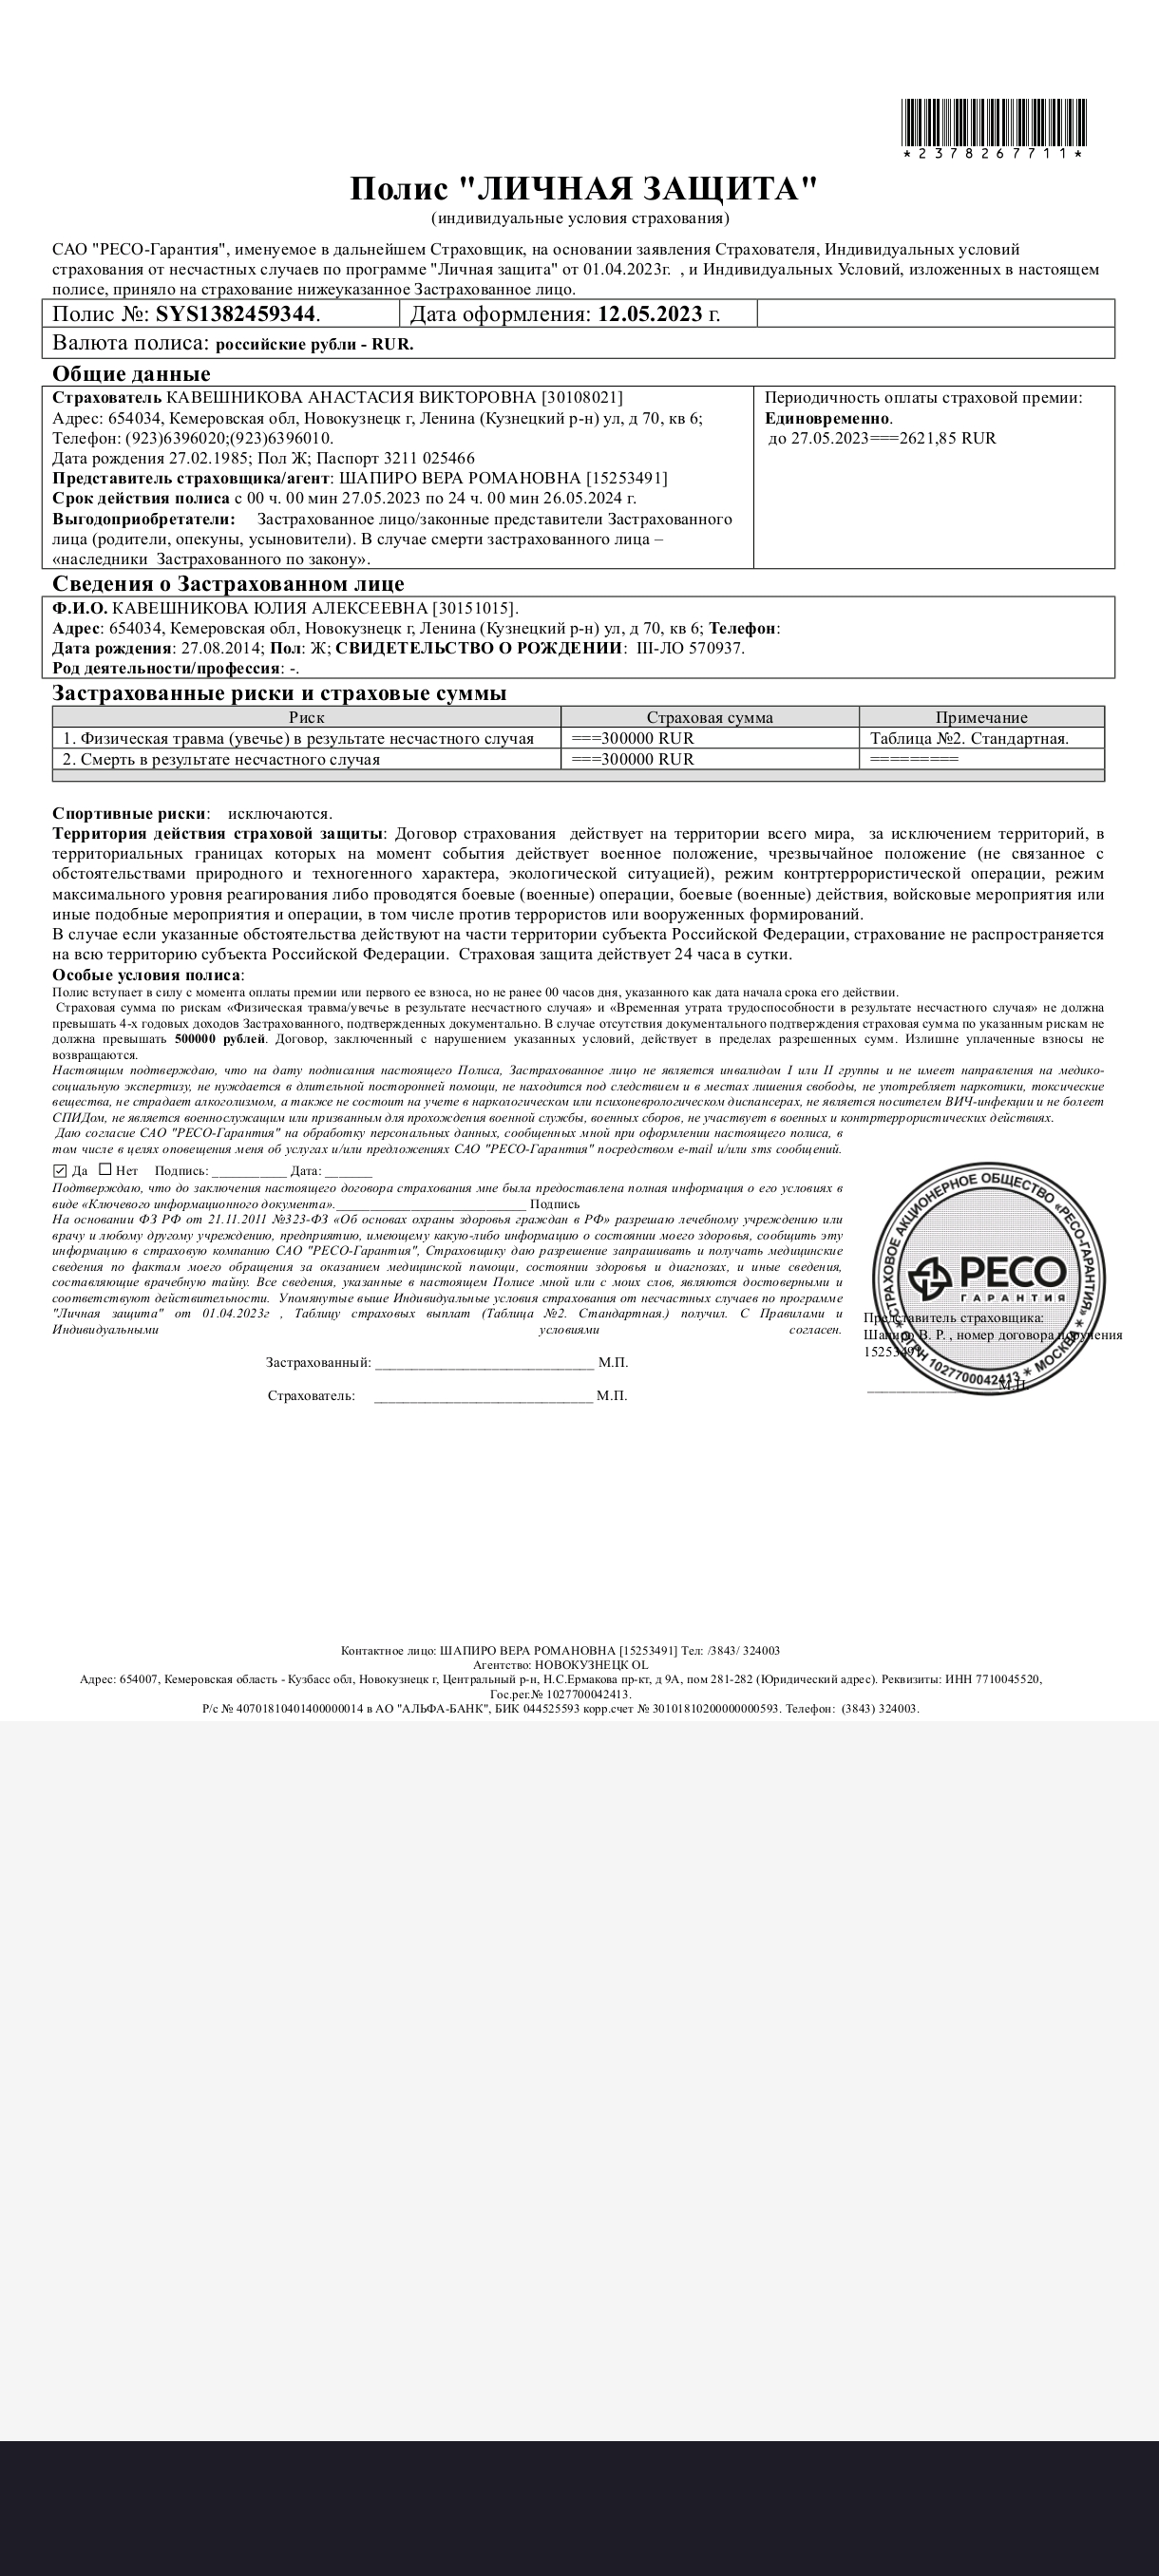 *2378267711*
Полис "ЛИЧНАЯ ЗАЩИТА"
(индивидуальные условия страхования)
САО "РЕСО-Гарантия", именуемое в дальнейшем Страховщик, на основании заявления Страхователя, Индивидуальных условий
страхования от несчастных случаев по программе "Личная защита" от 01.04.2023г. , и Индивидуальных Условий, изложенных в настоящем
полисе, приняло на страхование нижеуказанное Застрахованное лицо.
Полис №: SYS1382459344. Дата оформления: 12.05.2023 г.
Валюта полиса: российские рубли - RUR.
Общие данные
Страхователь КАВЕШНИКОВА АНАСТАСИЯ ВИКТОРОВНА [30108021]
Адрес: 654034, Кемеровская обл, Новокузнецк г, Ленина (Кузнецкий р-н) ул, д 70, кв 6;
Телефон: (923)6396020;(923)6396010.
Дата рождения 27.02.1985; Пол Ж; Паспорт 3211 025466
Представитель страховщика/агент: ШАПИРО ВЕРА РОМАНОВНА [15253491]
Срок действия полиса с 00 ч. 00 мин 27.05.2023 по 24 ч. 00 мин 26.05.2024 г.
Выгодоприобретатели: Застрахованное лицо/законные представители Застрахованного
лица (родители, опекуны, усыновители). В случае смерти застрахованного лица –
«наследники Застрахованного по закону».
Периодичность оплаты страховой премии:
Единовременно.
до 27.05.2023===2621,85 RUR
Сведения о Застрахованном лице
Ф.И.О. КАВЕШНИКОВА ЮЛИЯ АЛЕКСЕЕВНА [30151015].
Адрес: 654034, Кемеровская обл, Новокузнецк г, Ленина (Кузнецкий р-н) ул, д 70, кв 6; Телефон:
Дата рождения: 27.08.2014; Пол: Ж; СВИДЕТЕЛЬСТВО О РОЖДЕНИИ: III-ЛО 570937.
Род деятельности/профессия: -.
Застрахованные риски и страховые суммы
Риск Страховая сумма Примечание
1. Физическая травма (увечье) в результате несчастного случая ===300000 RUR Таблица №2. Стандартная.
2. Смерть в результате несчастного случая ===300000 RUR =========
Спортивные риски: исключаются.
Территория действия страховой защиты: Договор страхования действует на территории всего мира, за исключением территорий, в
территориальных границах которых на момент события действует военное положение, чрезвычайное положение (не связанное с
обстоятельствами природного и техногенного характера, экологической ситуацией), режим контртеррористической операции, режим
максимального уровня реагирования либо проводятся боевые (военные) операции, боевые (военные) действия, войсковые мероприятия или
иные подобные мероприятия и операции, в том числе против террористов или вооруженных формирований.
В случае если указанные обстоятельства действуют на части территории субъекта Российской Федерации, страхование не распространяется
на всю территорию субъекта Российской Федерации. Страховая защита действует 24 часа в сутки.
Особые условия полиса:
Полис вступает в силу с момента оплаты премии или первого ее взноса, но не ранее 00 часов дня, указанного как дата начала срока его действии.
Страховая сумма по рискам «Физическая травма/увечье в результате несчастного случая» и «Временная утрата трудоспособности в результате несчастного случая» не должна
превышать 4-х годовых доходов Застрахованного, подтвержденных документально. В случае отсутствия документального подтверждения страховая сумма по указанным рискам не
должна превышать 500000 рублей. Договор, заключенный с нарушением указанных условий, действует в пределах разрешенных сумм. Излишне уплаченные взносы не
возвращаются.
Настоящим подтверждаю, что на дату подписания настоящего Полиса, Застрахованное лицо не является инвалидом I или II группы и не имеет направления на медико-
социальную экспертизу, не нуждается в длительной посторонней помощи, не находится под следствием и в местах лишения свободы, не употребляет наркотики, токсические
вещества, не страдает алкоголизмом, а также не состоит на учете в наркологическом или психоневрологическом диспансерах, не является носителем ВИЧ-инфекции и не болеет
СПИДом, не является военнослужащим или призванным для прохождения военной службы, военных сборов, не участвует в военных и контртеррористических действиях.
Даю согласие САО "РЕСО-Гарантия" на обработку персональных данных, сообщенных мной при оформлении настоящего полиса, в
том числе в целях оповещения меня об услугах и/или предложениях САО "РЕСО-Гарантия" посредством e-mail и/или sms сообщений.
☑ Да ☐ Нет Подпись: ___________ Дата: _______
Подтверждаю, что до заключения настоящего договора страхования мне была предоставлена полная информация о его условиях в
виде «Ключевого информационного документа».____________________________ Подпись
На основании ФЗ РФ от 21.11.2011 №323-ФЗ «Об основах охраны здоровья граждан в РФ» разрешаю лечебному учреждению или
врачу и любому другому учреждению, предприятию, имеющему какую-либо информацию о состоянии моего здоровья, сообщить эту
информацию в страховую компанию САО "РЕСО-Гарантия", Страховщику даю разрешение запрашивать и получать медицинские
сведения по фактам моего обращения за оказанием медицинской помощи, состоянии здоровья и диагнозах, и иные сведения,
составляющие врачебную тайну. Все сведения, указанные в настоящем Полисе мной или с моих слов, являются достоверными и
соответствуют действительности. Упомянутые выше Индивидуальные условия страхования от несчастных случаев по программе
"Личная защита" от 01.04.2023г , Таблицу страховых выплат (Таблица №2. Стандартная.) получил. С Правилами и
Индивидуальными условиями согласен.
Застрахованный: ______________________________ М.П.
Страхователь: ______________________________ М.П.
СТРАХОВОЕ АКЦИОНЕРНОЕ ОБЩЕСТВО «РЕСО-ГАРАНТИЯ»
РЕСО
ГАРАНТИЯ
* ОГРН 1027700042413 * МОСКВА *
Представитель страховщика:
Шапиро В. Р. , номер договора поручения
15253491
__________________ М.П.
Контактное лицо: ШАПИРО ВЕРА РОМАНОВНА [15253491] Тел: /3843/ 324003
Агентство: НОВОКУЗНЕЦК OL
Адрес: 654007, Кемеровская область - Кузбасс обл, Новокузнецк г, Центральный р-н, Н.С.Ермакова пр-кт, д 9А, пом 281-282 (Юридический адрес). Реквизиты: ИНН 7710045520,
Гос.рег.№ 1027700042413.
Р/с № 40701810401400000014 в АО "АЛЬФА-БАНК", БИК 044525593 корр.счет № 30101810200000000593. Телефон: (3843) 324003.